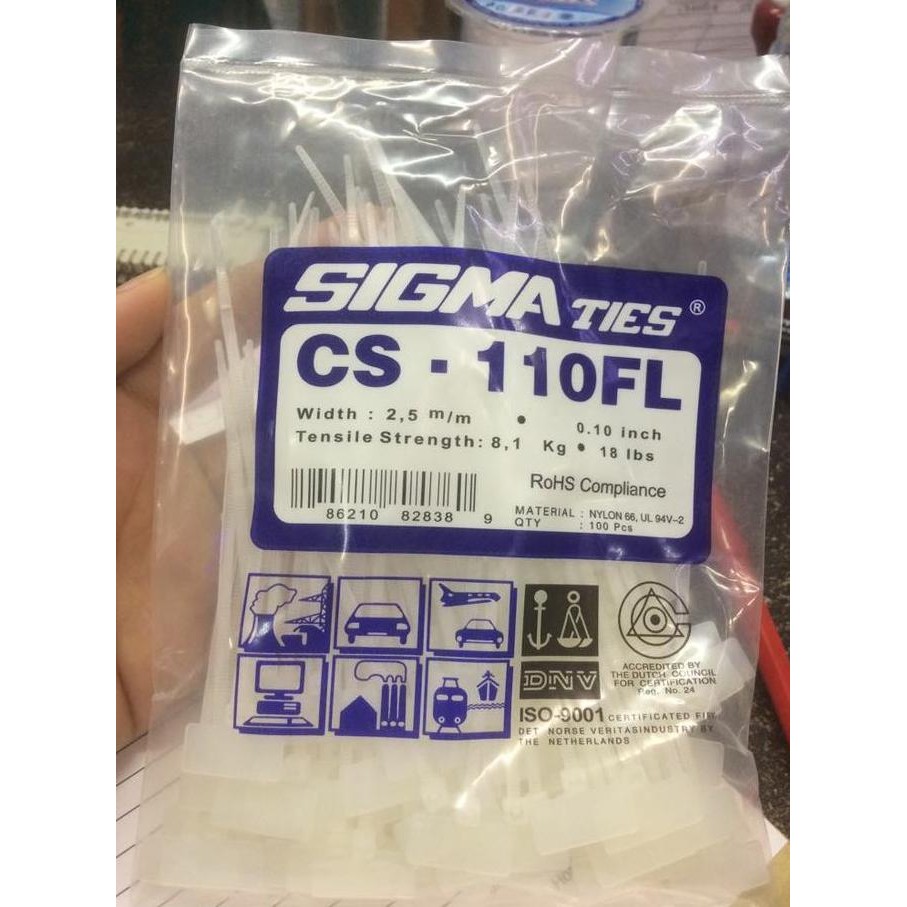 SIGMA TIES ®
CS - 110FL
Width : 2,5 m/m • 0.10 inch
Tensile Strength: 8,1 Kg • 18 lbs
RoHS Compliance
86210 82838 9
MATERIAL : NYLON 66, UL 94V-2
QTY : 100 Pcs
DNV
ACCREDITED BY
THE DUTCH COUNCIL
FOR CERTIFICATION
Reg. No. 24
ISO-9001 CERTIFICATED
DET NORSE VERITASINDUSTRY BY
THE NETHERLANDS